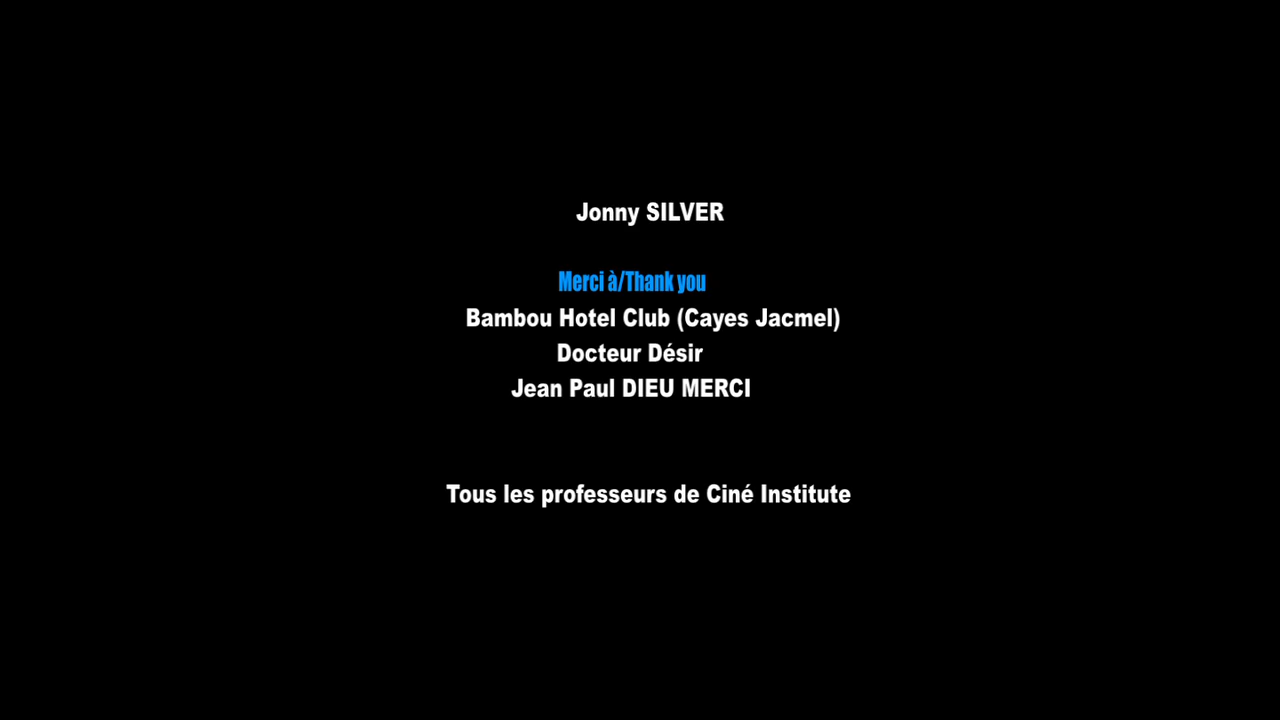 Jonny SILVER
Merci à/Thank you
Bambou Hotel Club (Cayes Jacmel)
Docteur Désir
Jean Paul DIEU MERCI
Tous les professeurs de Ciné Institute